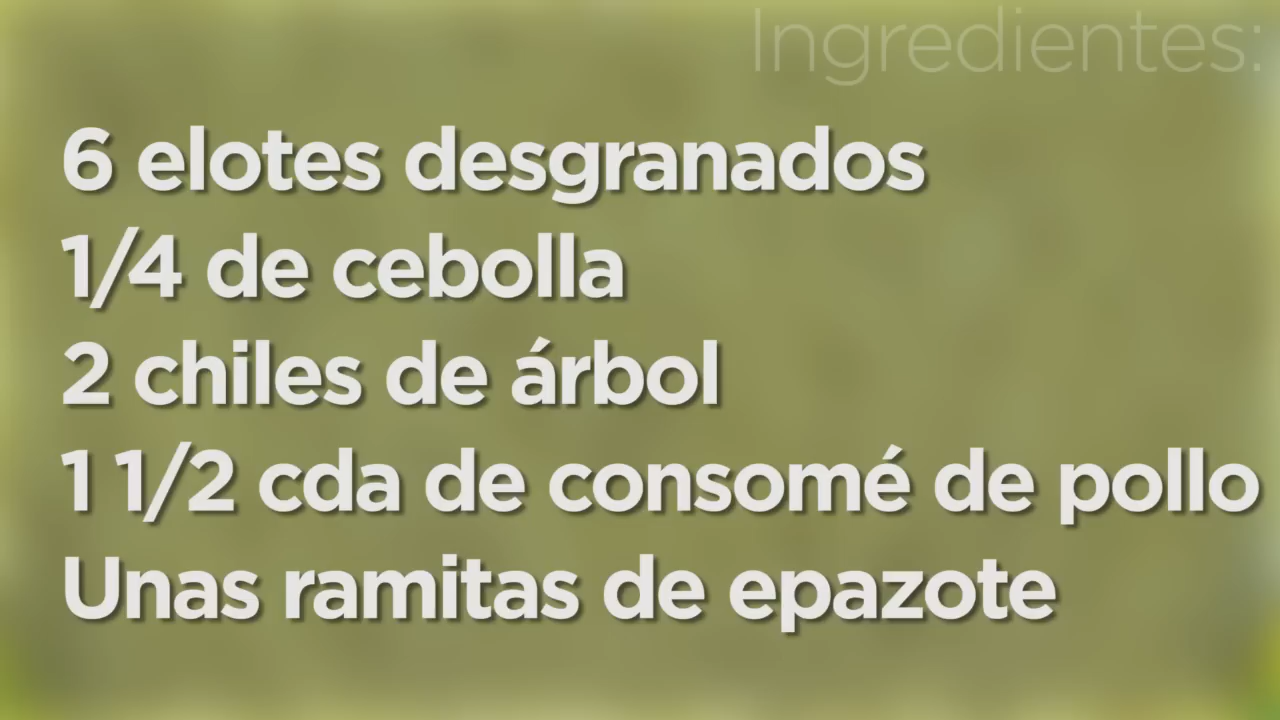 Ingredientes:
6 elotes desgranados
1/4 de cebolla
2 chiles de árbol
1 1/2 cda de consomé de pollo
Unas ramitas de epazote